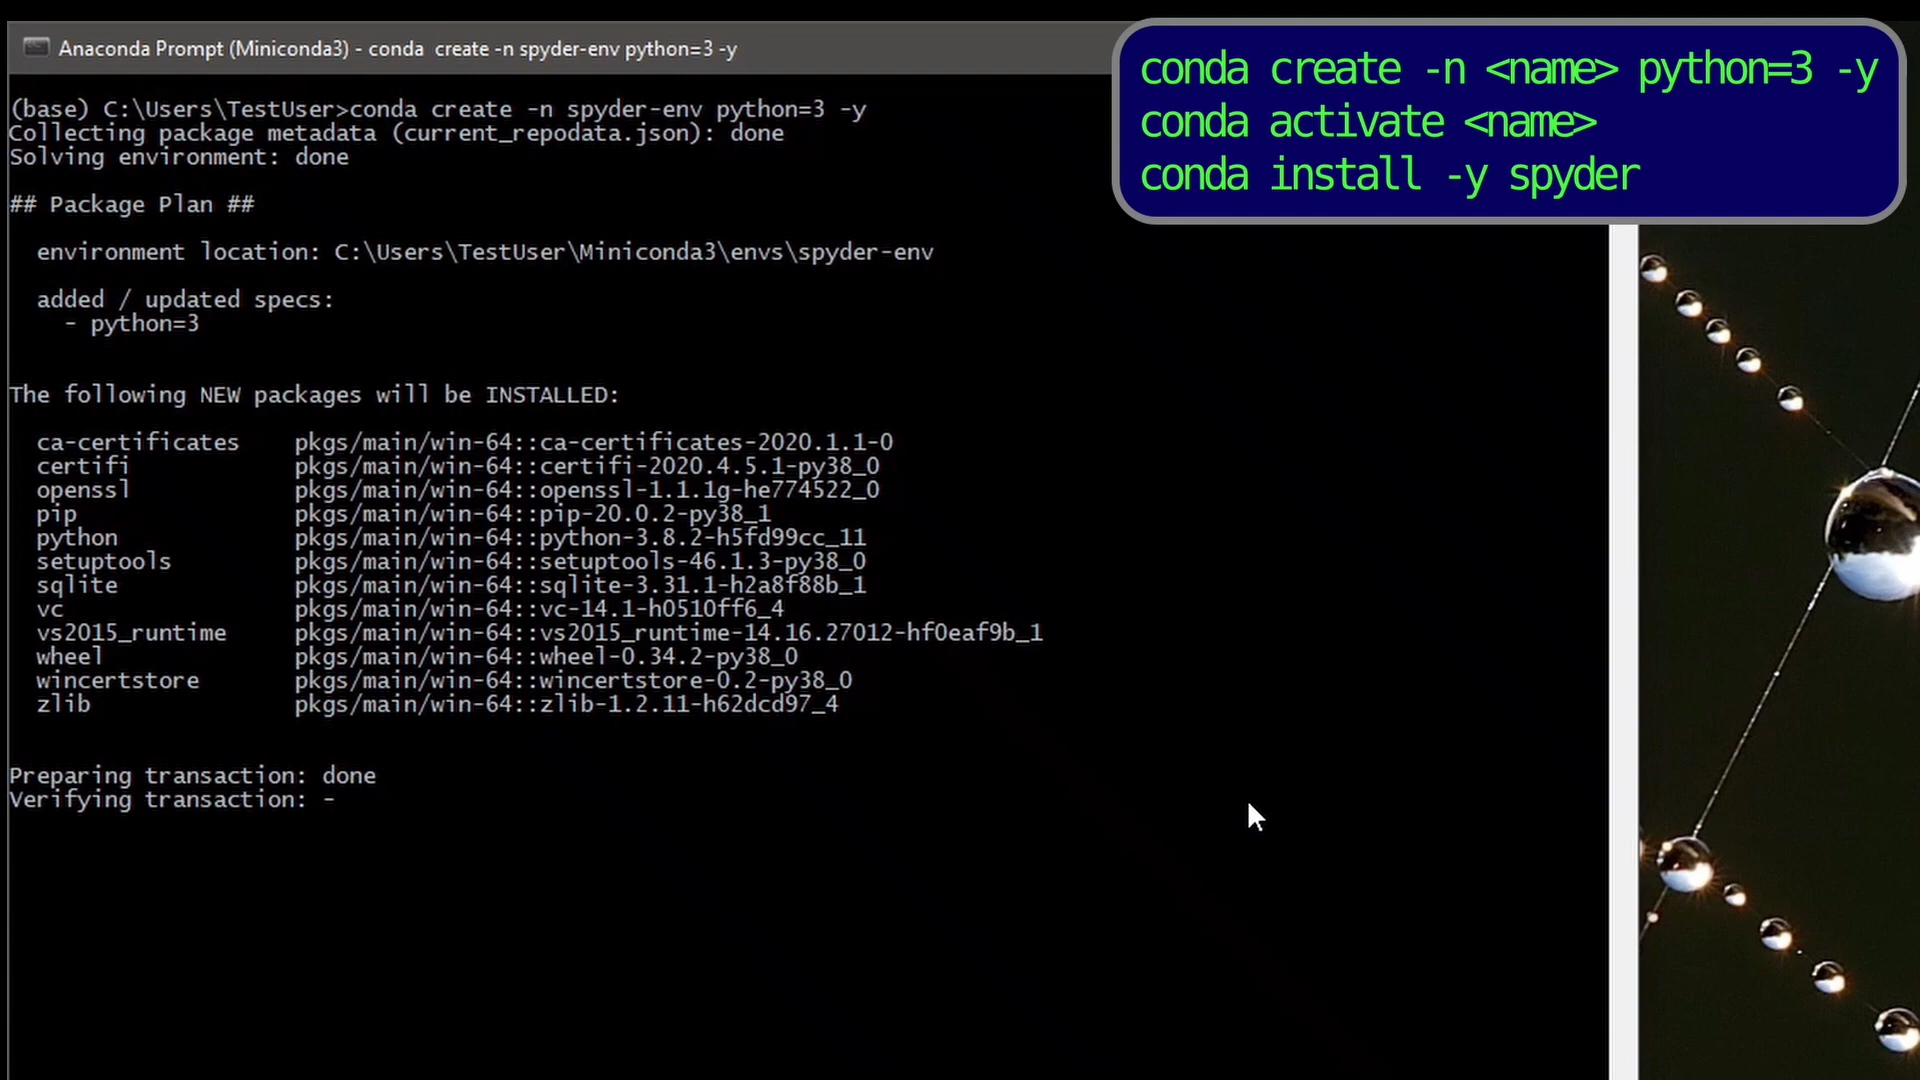 Anaconda Prompt (Miniconda3) - conda  create -n spyder-env python=3 -y
conda create -n <name> python=3 -y
conda activate <name>
conda install -y spyder
(base) C:\Users\TestUser>conda create -n spyder-env python=3 -y
Collecting package metadata (current_repodata.json): done
Solving environment: done
## Package Plan ##
environment location: C:\Users\TestUser\Miniconda3\envs\spyder-env
added / updated specs:
- python=3
The following NEW packages will be INSTALLED:
ca-certificates    pkgs/main/win-64::ca-certificates-2020.1.1-0
certifi            pkgs/main/win-64::certifi-2020.4.5.1-py38_0
openssl            pkgs/main/win-64::openssl-1.1.1g-he774522_0
pip                pkgs/main/win-64::pip-20.0.2-py38_1
python             pkgs/main/win-64::python-3.8.2-h5fd99cc_11
setuptools         pkgs/main/win-64::setuptools-46.1.3-py38_0
sqlite             pkgs/main/win-64::sqlite-3.31.1-h2a8f88b_1
vc                 pkgs/main/win-64::vc-14.1-h0510ff6_4
vs2015_runtime     pkgs/main/win-64::vs2015_runtime-14.16.27012-hf0eaf9b_1
wheel              pkgs/main/win-64::wheel-0.34.2-py38_0
wincertstore       pkgs/main/win-64::wincertstore-0.2-py38_0
zlib               pkgs/main/win-64::zlib-1.2.11-h62dcd97_4
Preparing transaction: done
Verifying transaction: -